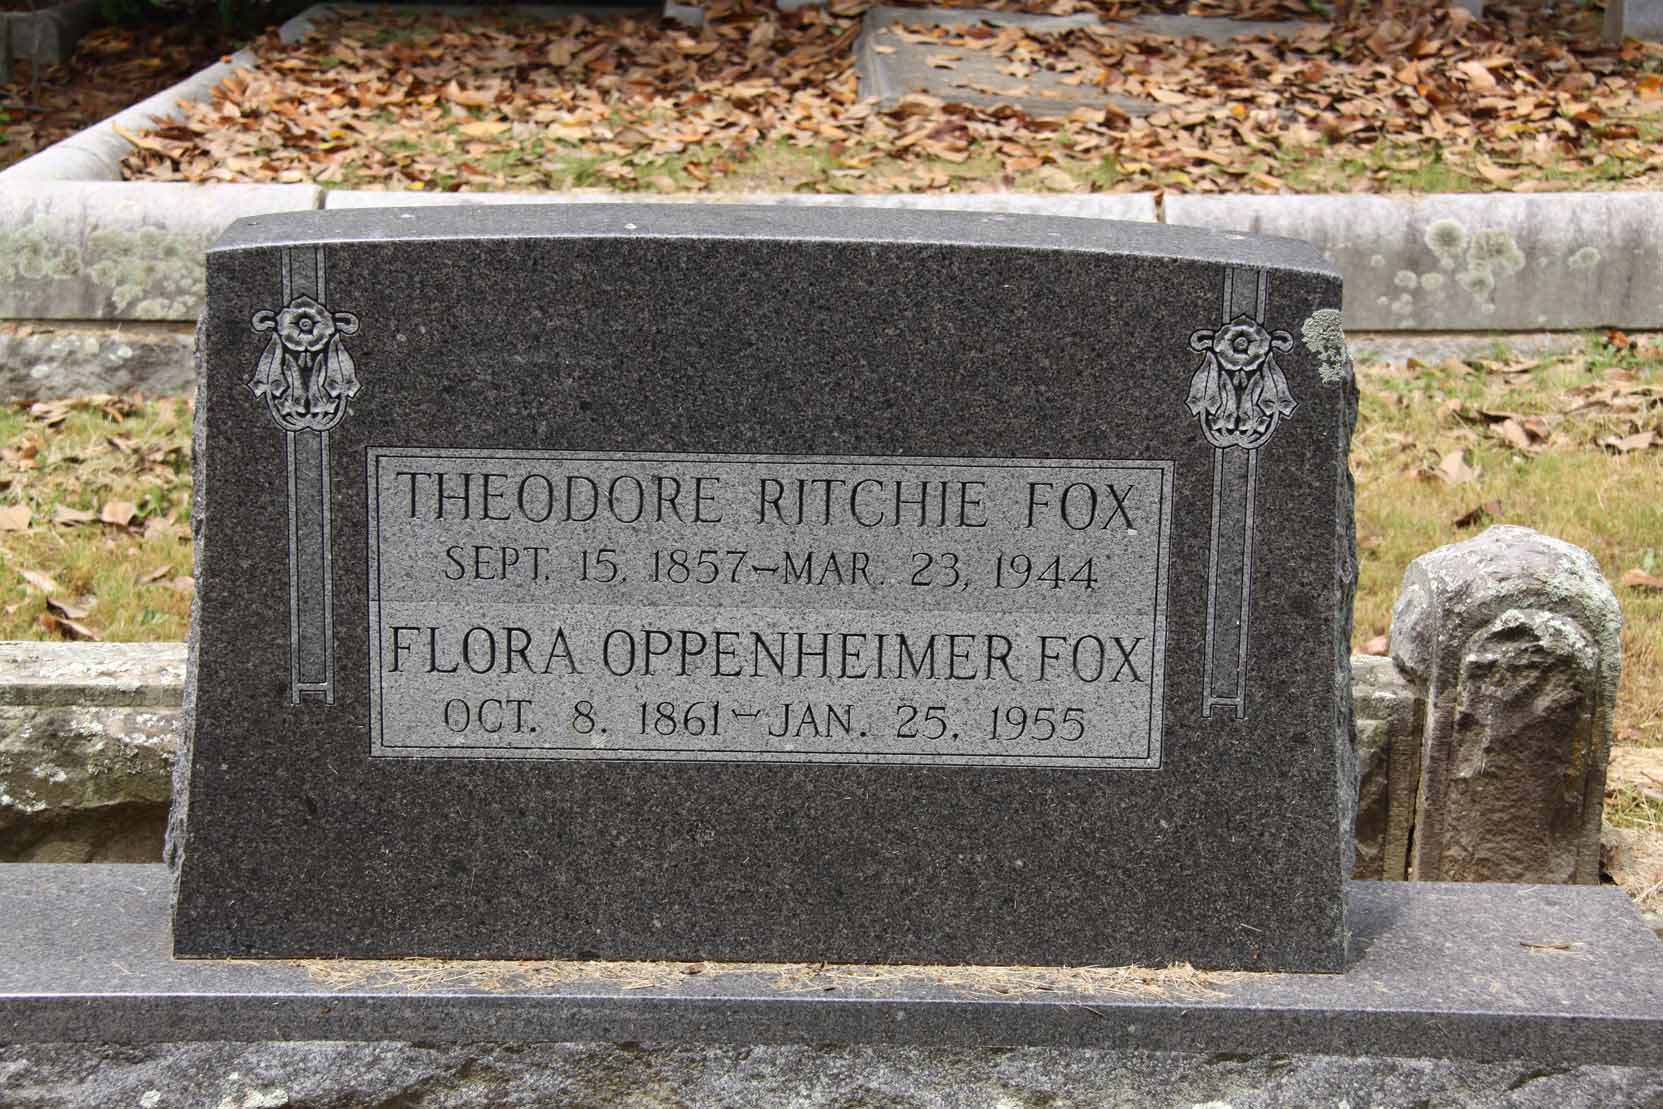 THEODORE RITCHIE FOX
SEPT. 15, 1857-MAR. 23, 1944
FLORA OPPENHEIMER FOX
OCT. 8, 1861-JAN. 25, 1955